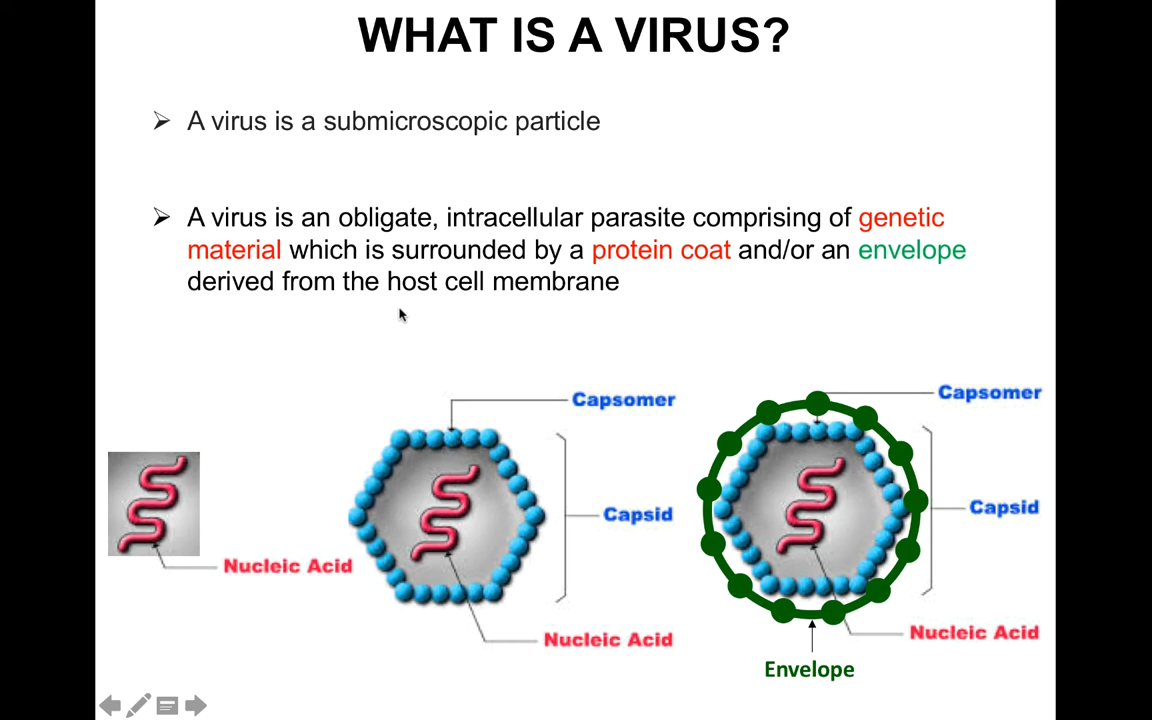 WHAT IS A VIRUS?
A virus is a submicroscopic particle
A virus is an obligate, intracellular parasite comprising of genetic
material which is surrounded by a protein coat and/or an envelope
derived from the host cell membrane
Nucleic Acid
Capsomer
Capsid
Nucleic Acid
Capsomer
Capsid
Nucleic Acid
Envelope